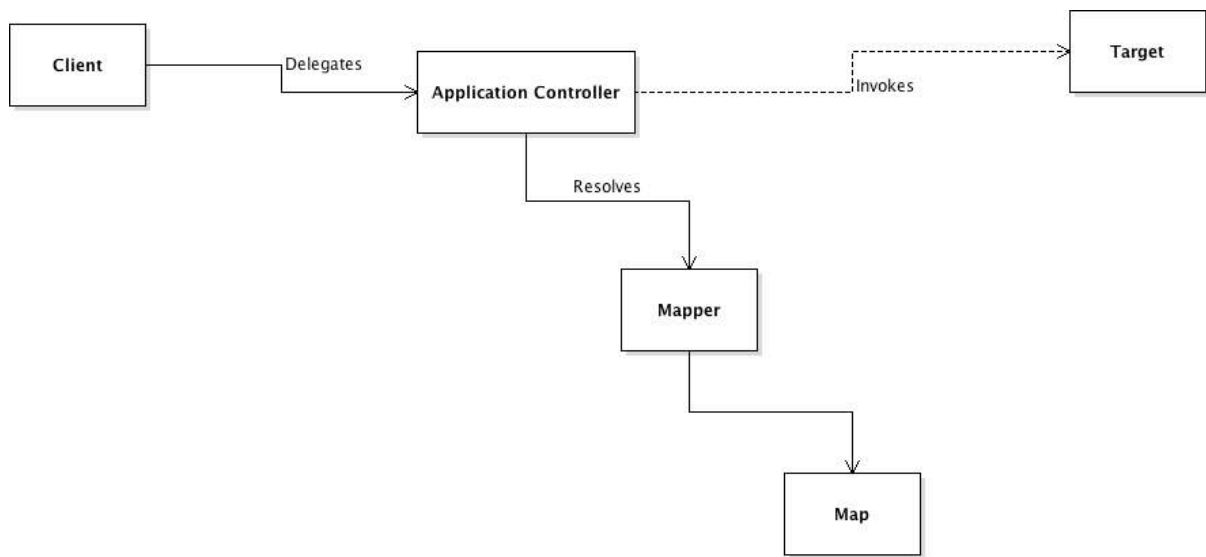 Client
Delegates
Application Controller
Invokes
Target
Resolves
Mapper
Map